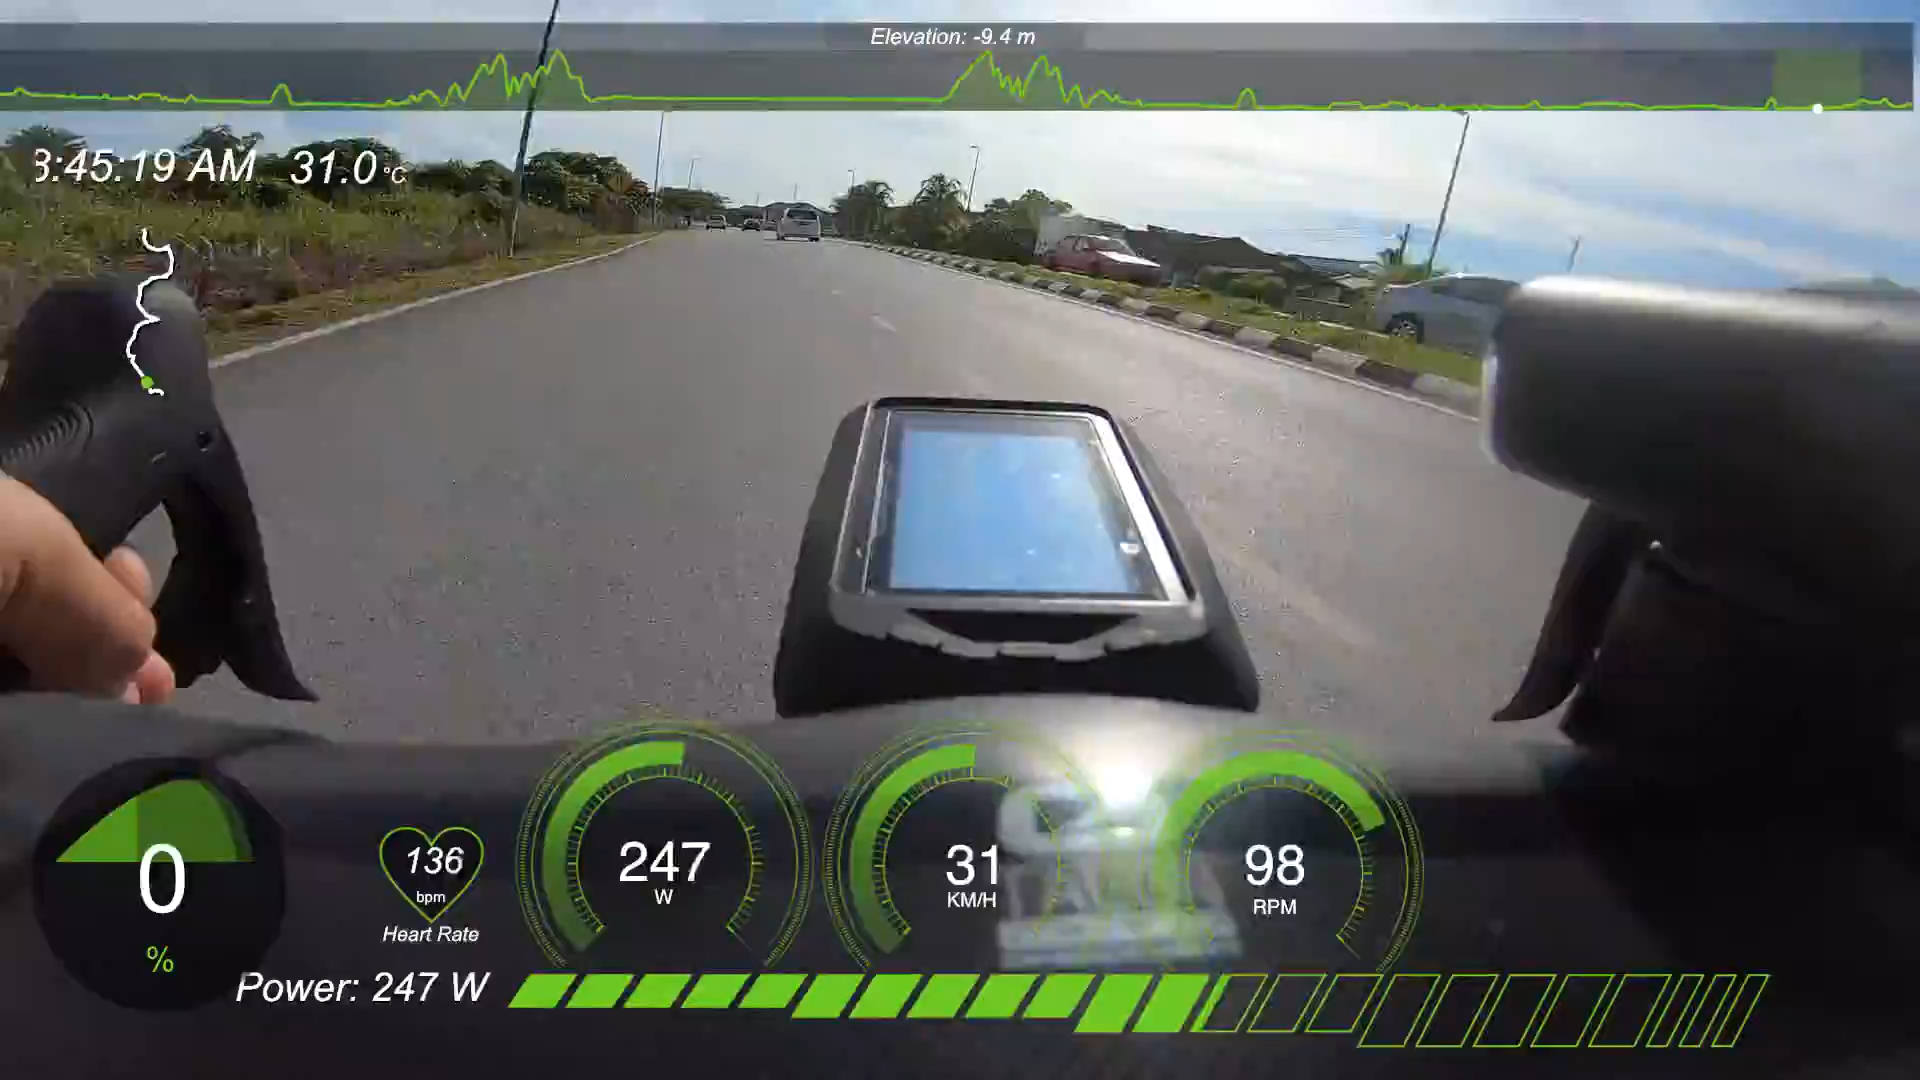 Elevation: -9.4 m
8:45:19 AM 31.0 °C
136
bpm
Heart Rate
247
W
31
KM/H
98
RPM
0
%
Power: 247 W